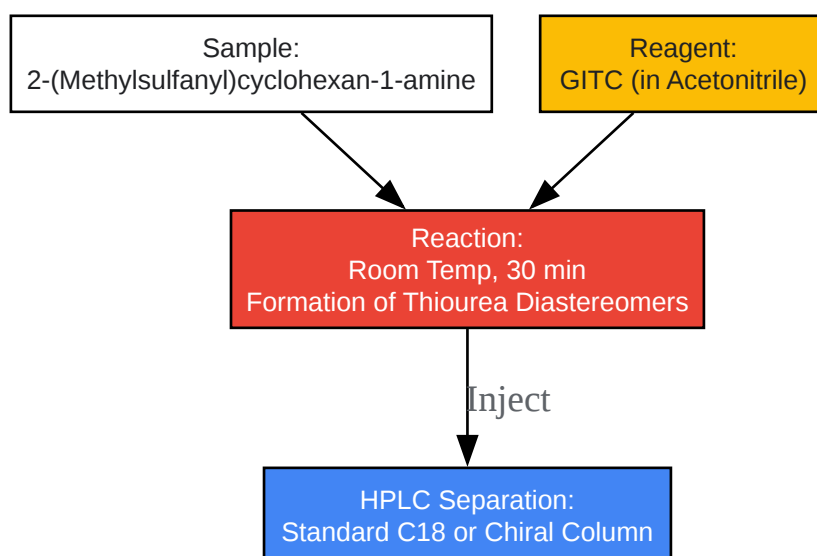 Sample:
2-(Methylsulfanyl)cyclohexan-1-amine
Reagent:
GITC (in Acetonitrile)
Reaction:
Room Temp, 30 min
Formation of Thiourea Diastereomers
Inject
HPLC Separation:
Standard C18 or Chiral Column